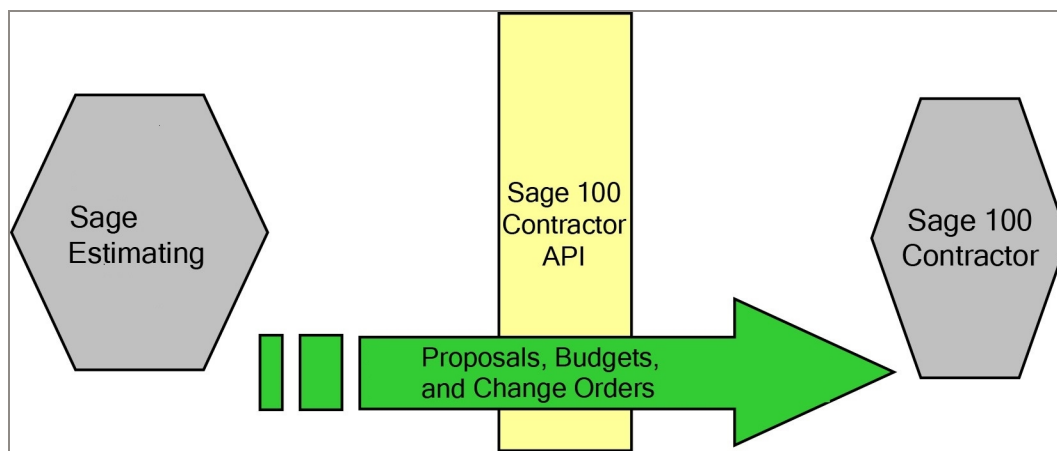 Sage
Estimating
Sage 100
Contractor
API
Sage 100
Contractor
Proposals, Budgets,
and Change Orders